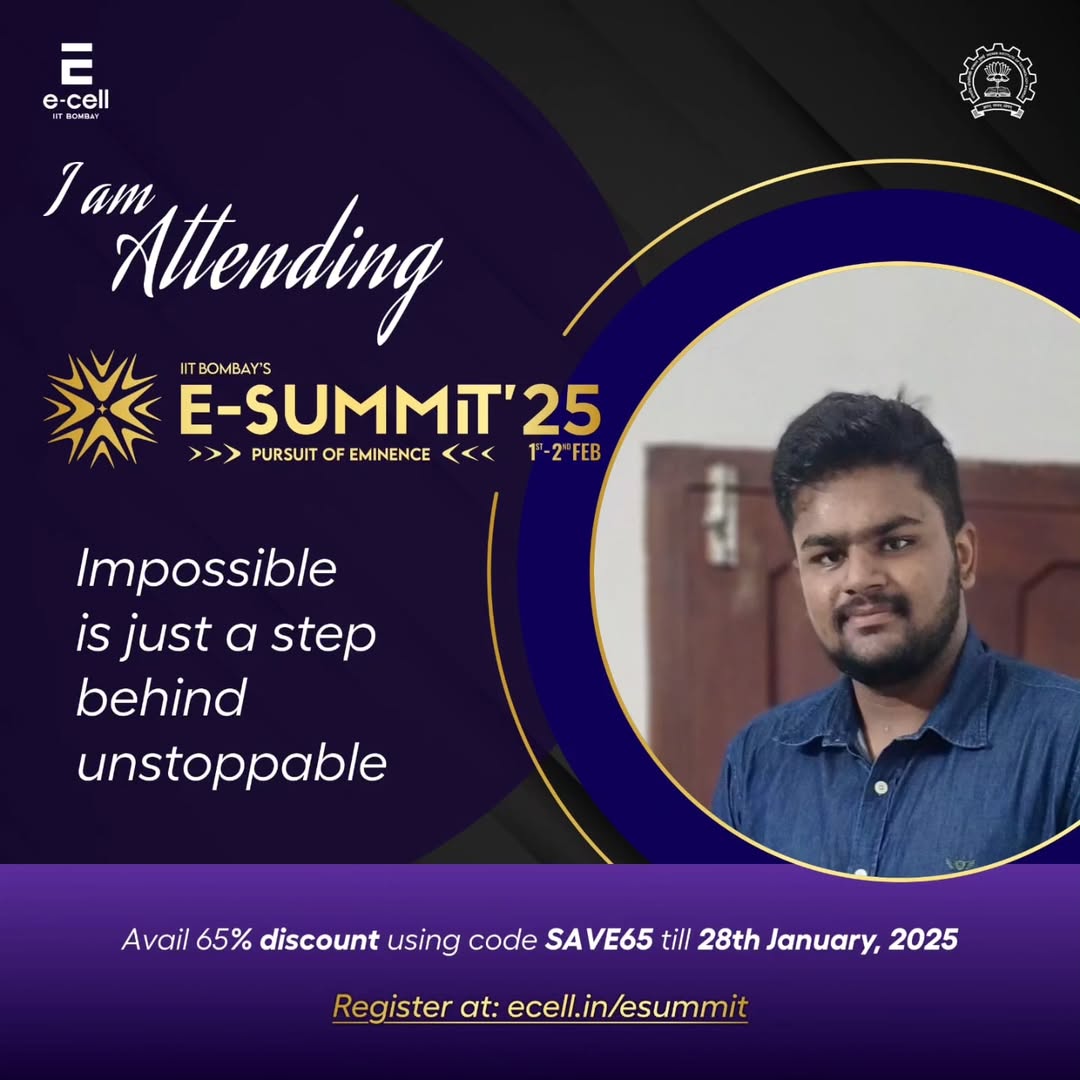 e-cell
IIT BOMBAY
I am
Attending
IIT BOMBAY'S
E-SUMMIT'25
>>> PURSUIT OF EMINENCE <<<
1ST-2ND FEB
Impossible
is just a step
behind
unstoppable
Avail 65% discount using code SAVE65 till 28th January, 2025
Register at: ecell.in/esummit